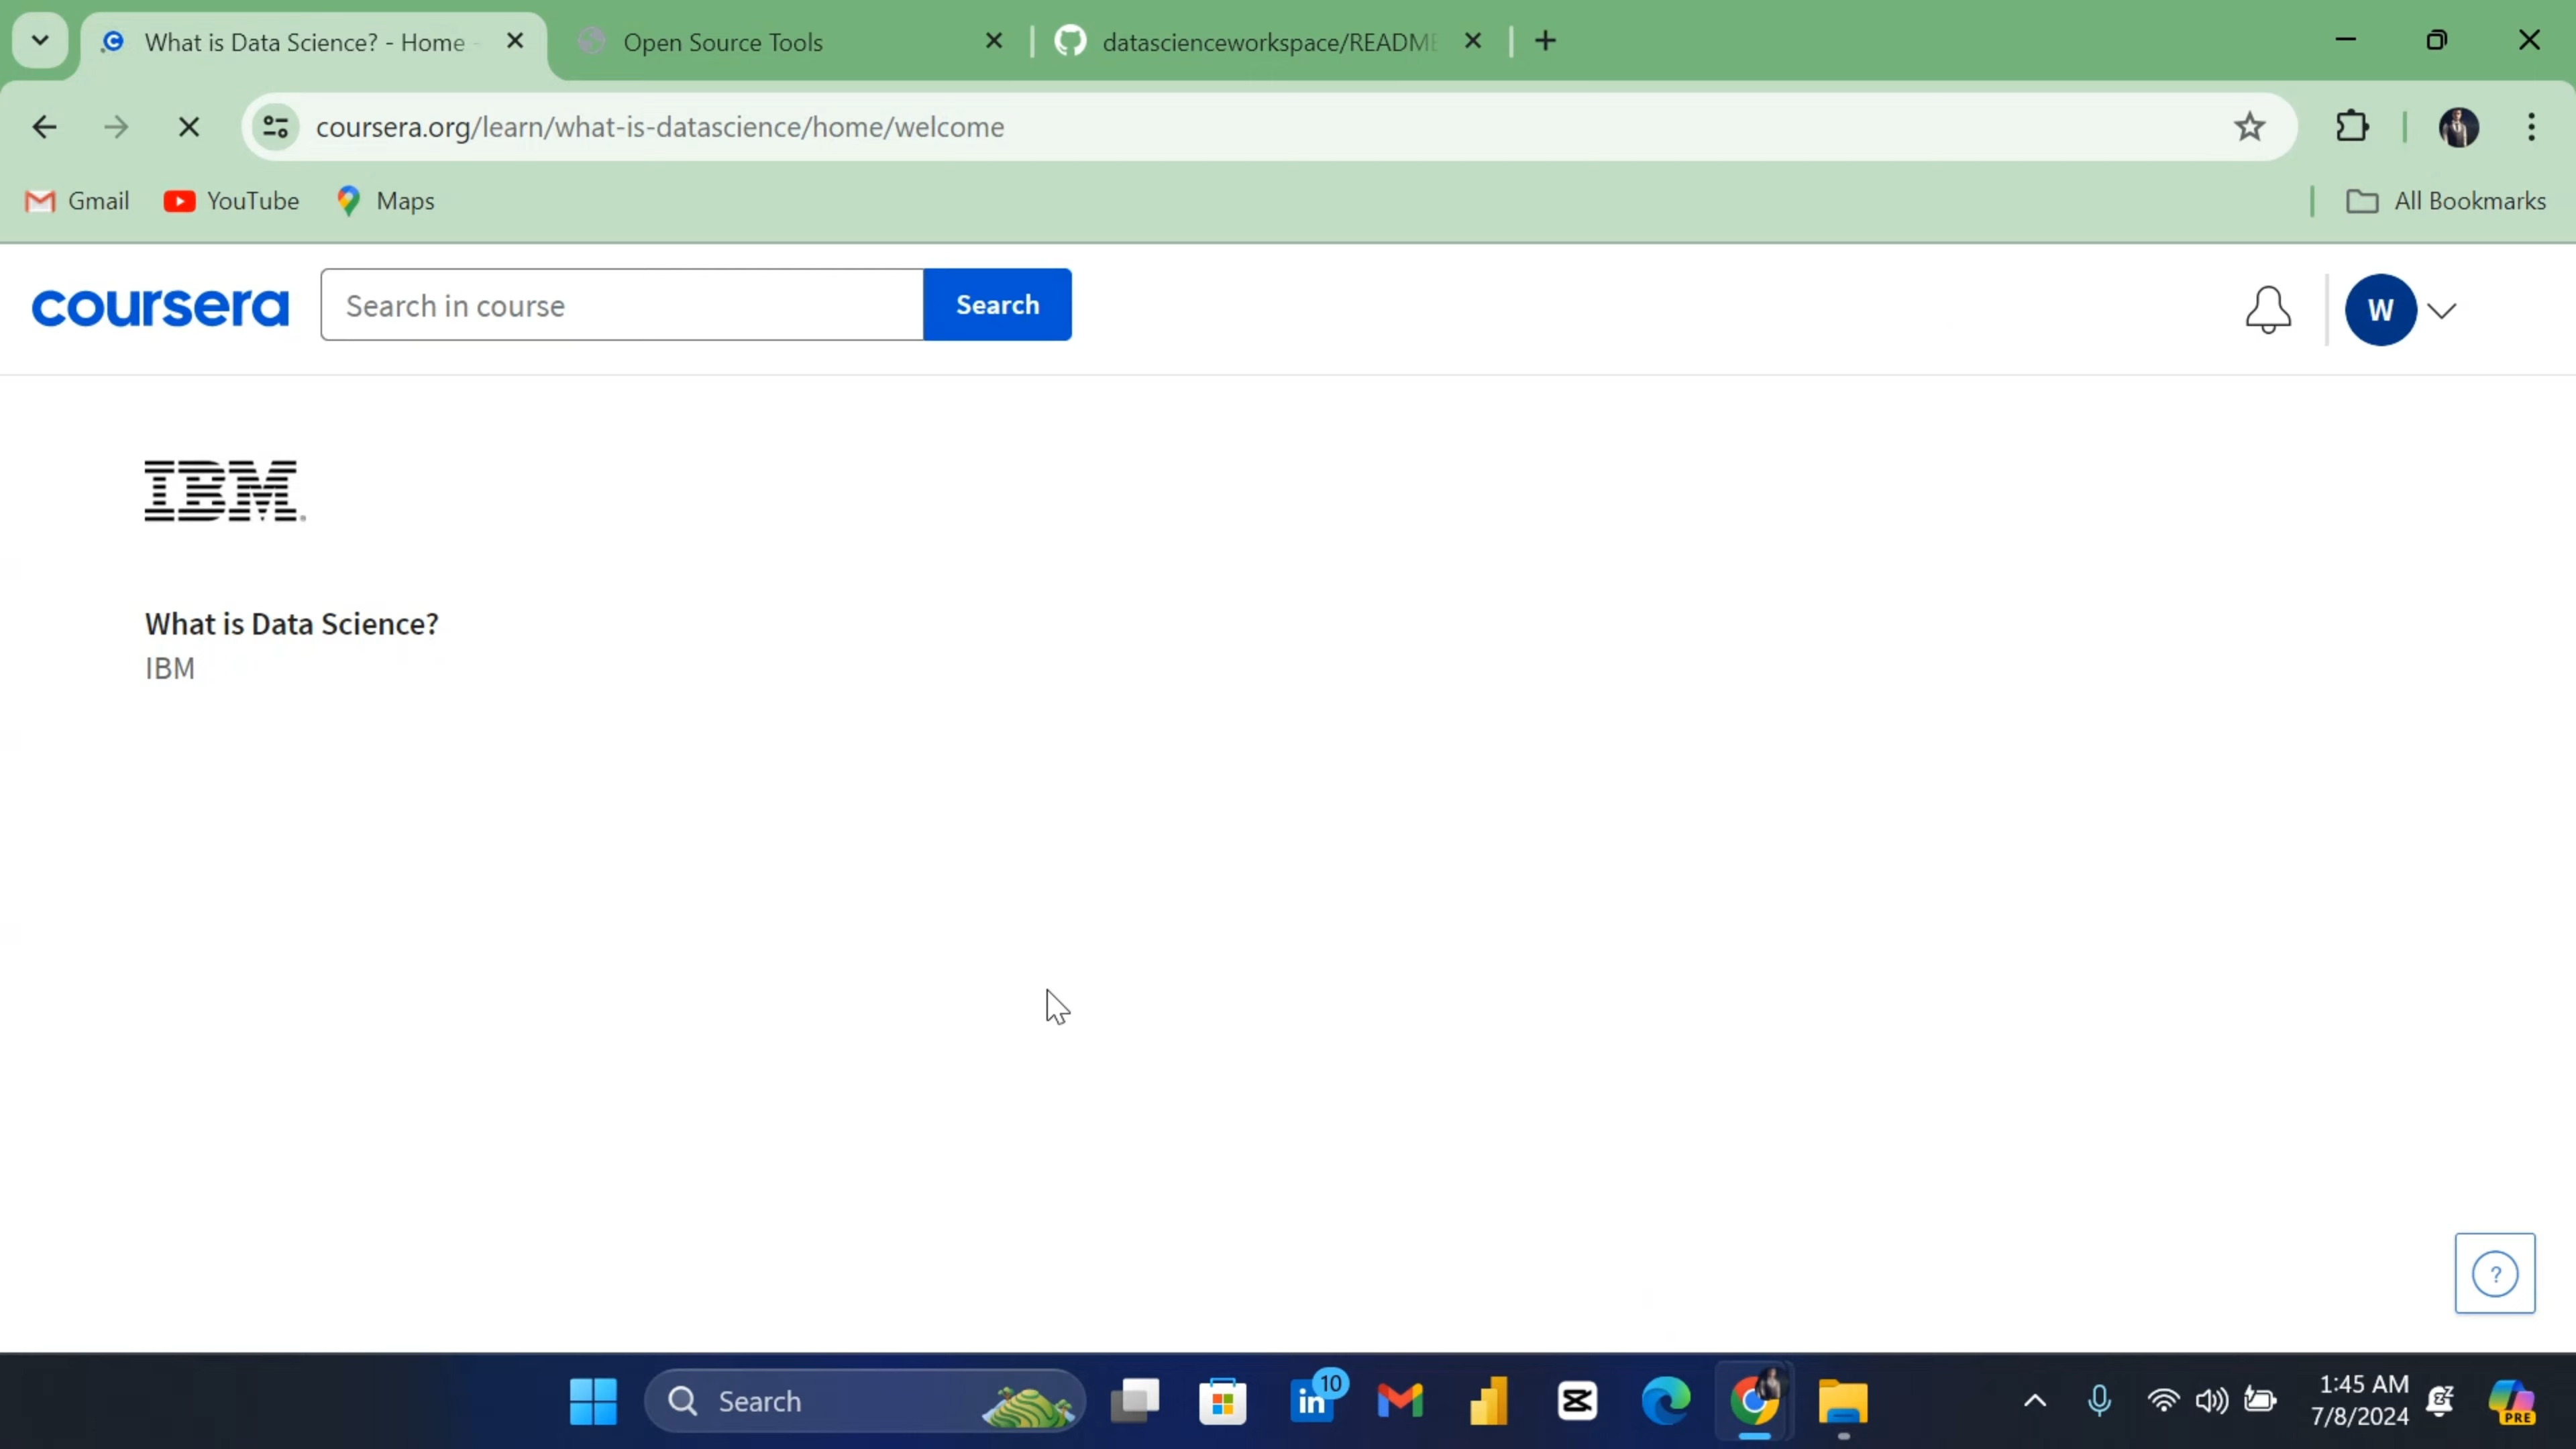 What is Data Science? - Home
Open Source Tools
datascienceworkspace/README
coursera.org/learn/what-is-datascience/home/welcome
Gmail
YouTube
Maps
All Bookmarks
coursera
Search in course
Search
W
IBM
What is Data Science?
IBM
?
Search
in
10
1:45 AM
7/8/2024
PRE